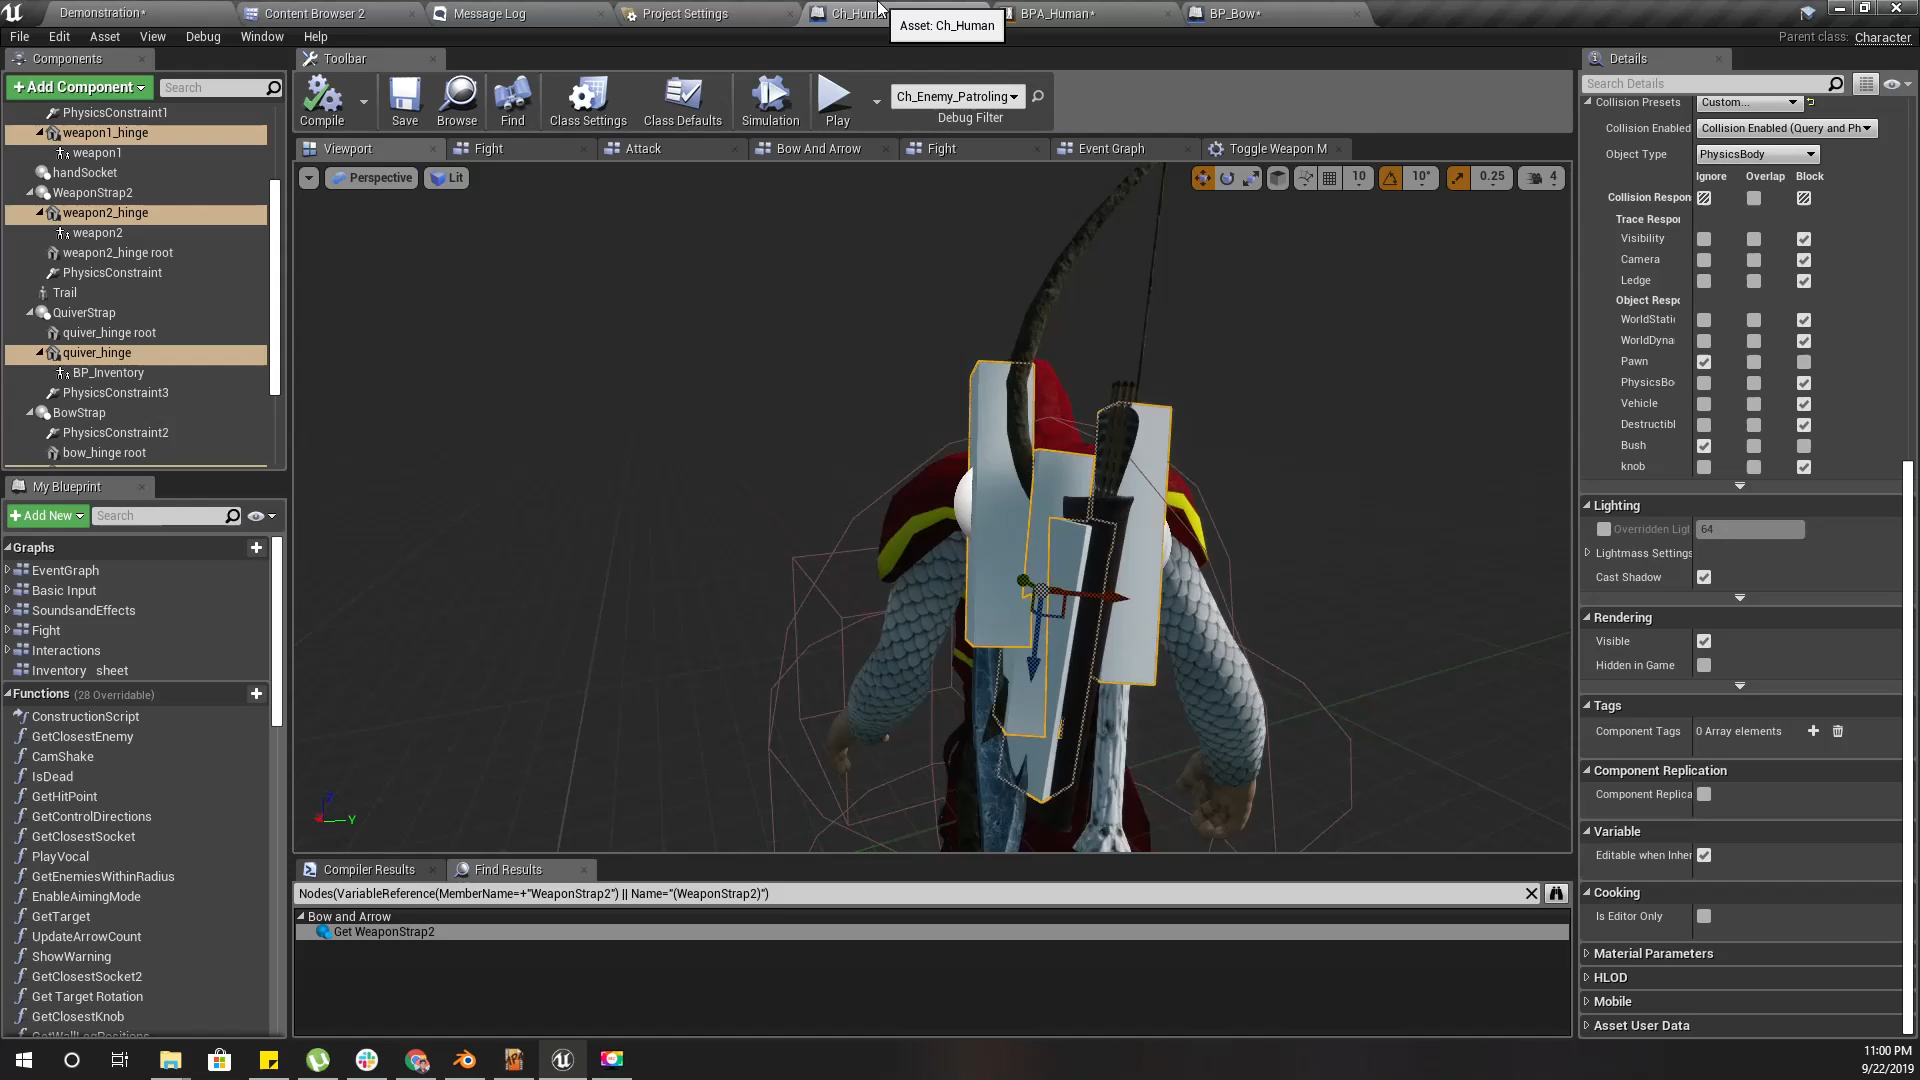 Demonstration*
Content Browser 2
Message Log
Project Settings
Ch_Hum
BPA_Human*
BP_Bow*
Asset: Ch_Human
File Edit Asset View Debug Window Help
Parent class: Character
Components
Toolbar
Details
+Add Component
Search
Compile
Save
Browse
Find
Class Settings
Class Defaults
Simulation
Play
Ch_Enemy_Patroling
Debug Filter
Search Details
PhysicsConstraint1
weapon1_hinge
weapon1
handSocket
WeaponStrap2
weapon2_hinge
weapon2
weapon2_hinge root
PhysicsConstraint
Trail
QuiverStrap
quiver_hinge root
quiver_hinge
BP_Inventory
PhysicsConstraint3
BowStrap
PhysicsConstraint2
bow_hinge root
Viewport
Fight
Attack
Bow And Arrow
Fight
Event Graph
Toggle Weapon M
Perspective
Lit
10
10°
0.25
4
Z
Y
Collision Presets
Custom...
Collision Enabled
Collision Enabled (Query and Ph
Object Type
PhysicsBody
Ignore Overlap Block
Collision Respon
Trace Respor
Visibility
Camera
Ledge
Object Respo
WorldStatic
WorldDyna
Pawn
PhysicsBo
Vehicle
Destructibl
Bush
knob
Lighting
Overridden Ligl
64
Lightmass Settings
Cast Shadow
Rendering
Visible
Hidden in Game
Tags
Component Tags
0 Array elements
Component Replication
Component Replica
Variable
Editable when Inher
Cooking
Is Editor Only
Material Parameters
HLOD
Mobile
Asset User Data
My Blueprint
+Add New
Search
Graphs
EventGraph
Basic Input
SoundsandEffects
Fight
Interactions
Inventory sheet
Functions (28 Overridable)
ConstructionScript
GetClosestEnemy
CamShake
IsDead
GetHitPoint
GetControlDirections
GetClosestSocket
PlayVocal
GetEnemiesWithinRadius
EnableAimingMode
GetTarget
UpdateArrowCount
ShowWarning
GetClosestSocket2
Get Target Rotation
GetClosestKnob
GetWallLegPositions
Compiler Results
Find Results
Nodes(VariableReference(MemberName=+"WeaponStrap2") || Name="(WeaponStrap2)")
Bow and Arrow
Get WeaponStrap2
11:00 PM
9/22/2019